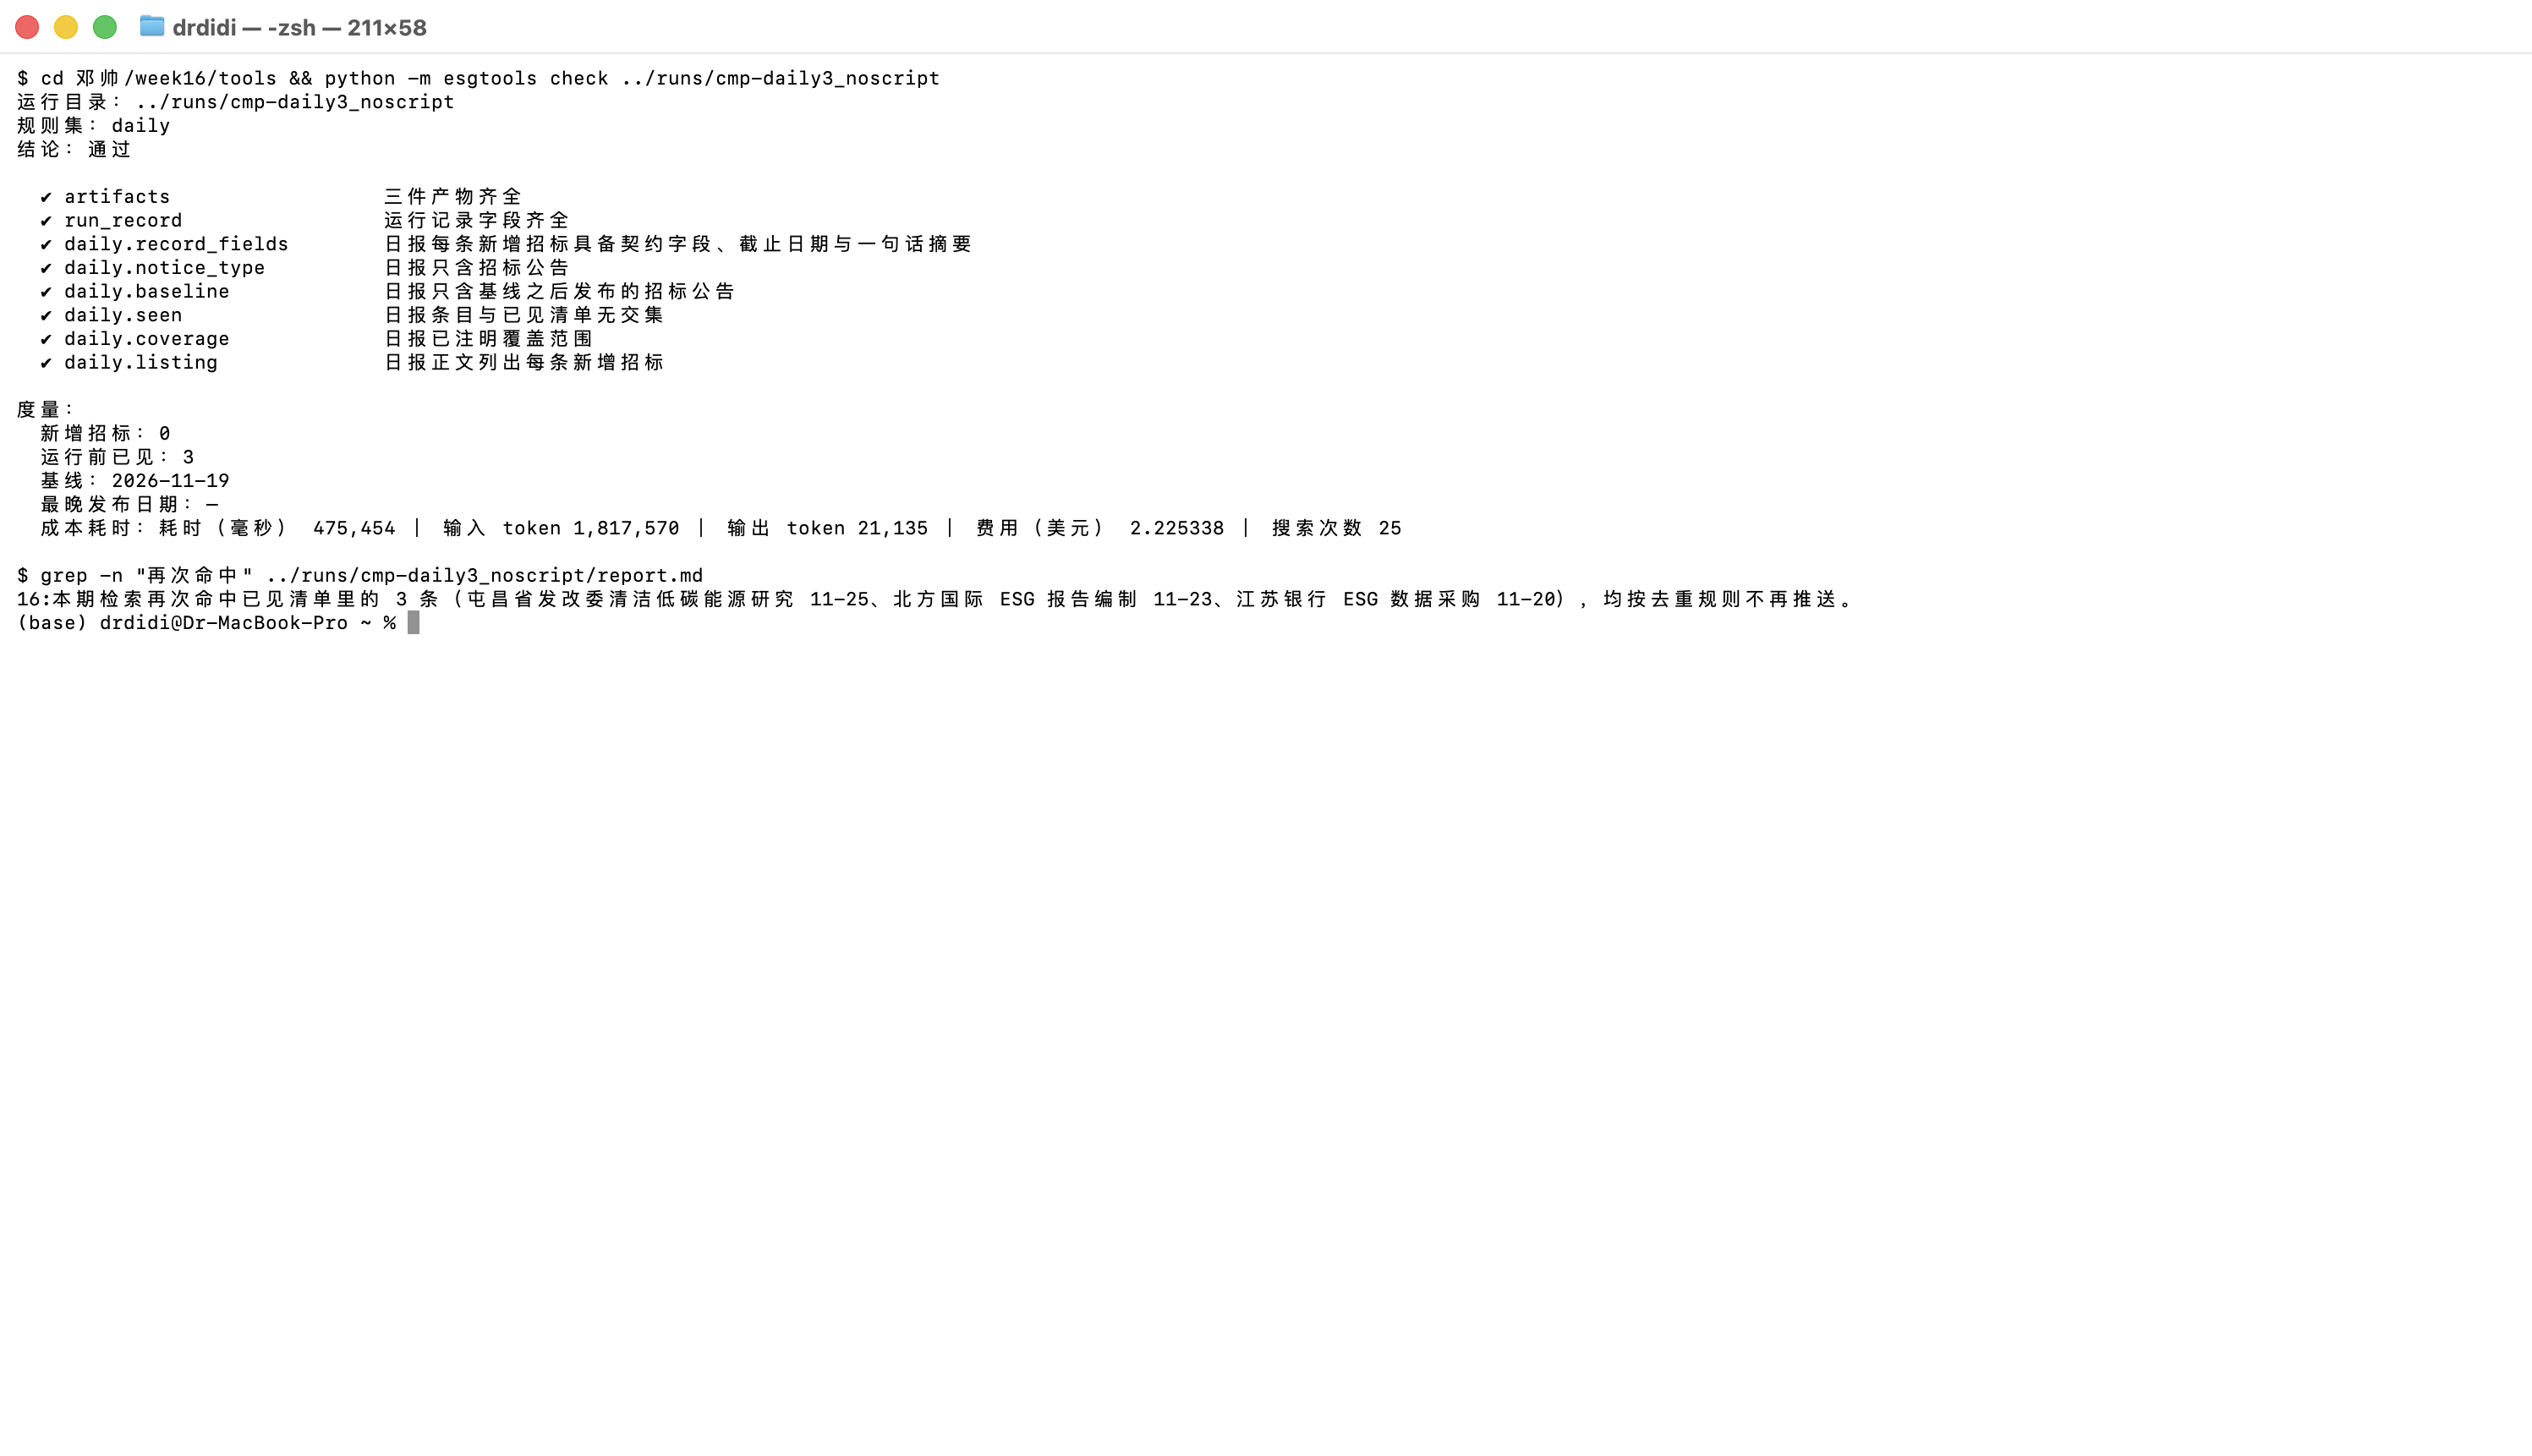 drdidi — -zsh — 211×58
$ cd 邓帅/week16/tools && python -m esgtools check ../runs/cmp-daily3_noscript
运行目录: ../runs/cmp-daily3_noscript
规则集: daily
结论: 通过
✔ artifacts 三件产物齐全
✔ run_record 运行记录字段齐全
✔ daily.record_fields 日报每条新增招标具备契约字段、截止日期与一句话摘要
✔ daily.notice_type 日报只含招标公告
✔ daily.baseline 日报只含基线之后发布的招标公告
✔ daily.seen 日报条目与已见清单无交集
✔ daily.coverage 日报已注明覆盖范围
✔ daily.listing 日报正文列出每条新增招标
度量:
新增招标: 0
运行前已见: 3
基线: 2026-11-19
最晚发布日期: —
成本耗时: 耗时(毫秒) 475,454 | 输入 token 1,817,570 | 输出 token 21,135 | 费用(美元) 2.225338 | 搜索次数 25
$ grep -n "再次命中" ../runs/cmp-daily3_noscript/report.md
16:本期检索再次命中已见清单里的 3 条(屯昌省发改委清洁低碳能源研究 11-25、北方国际 ESG 报告编制 11-23、江苏银行 ESG 数据采购 11-20), 均按去重规则不再推送。
(base) drdidi@Dr-MacBook-Pro ~ %